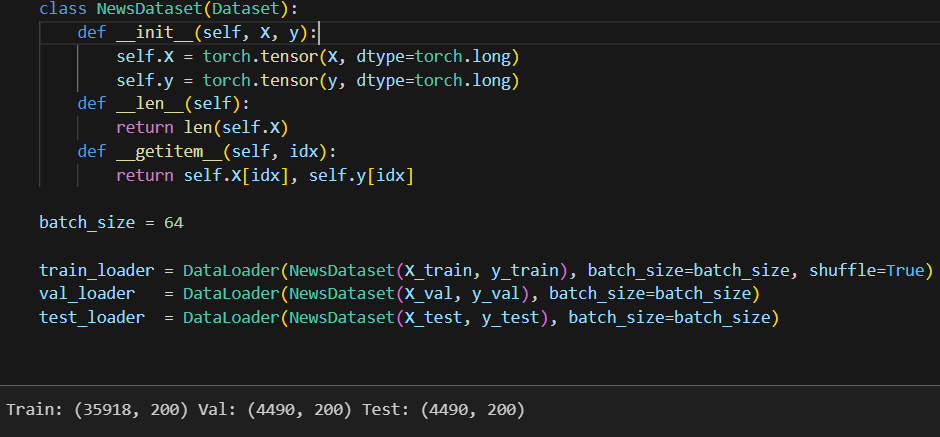 class NewsDataset(Dataset):
    def __init__(self, X, y):
        self.X = torch.tensor(X, dtype=torch.long)
        self.y = torch.tensor(y, dtype=torch.long)
    def __len__(self):
        return len(self.X)
    def __getitem__(self, idx):
        return self.X[idx], self.y[idx]
batch_size = 64
train_loader = DataLoader(NewsDataset(X_train, y_train), batch_size=batch_size, shuffle=True)
val_loader   = DataLoader(NewsDataset(X_val, y_val), batch_size=batch_size)
test_loader  = DataLoader(NewsDataset(X_test, y_test), batch_size=batch_size)
Train: (35918, 200) Val: (4490, 200) Test: (4490, 200)